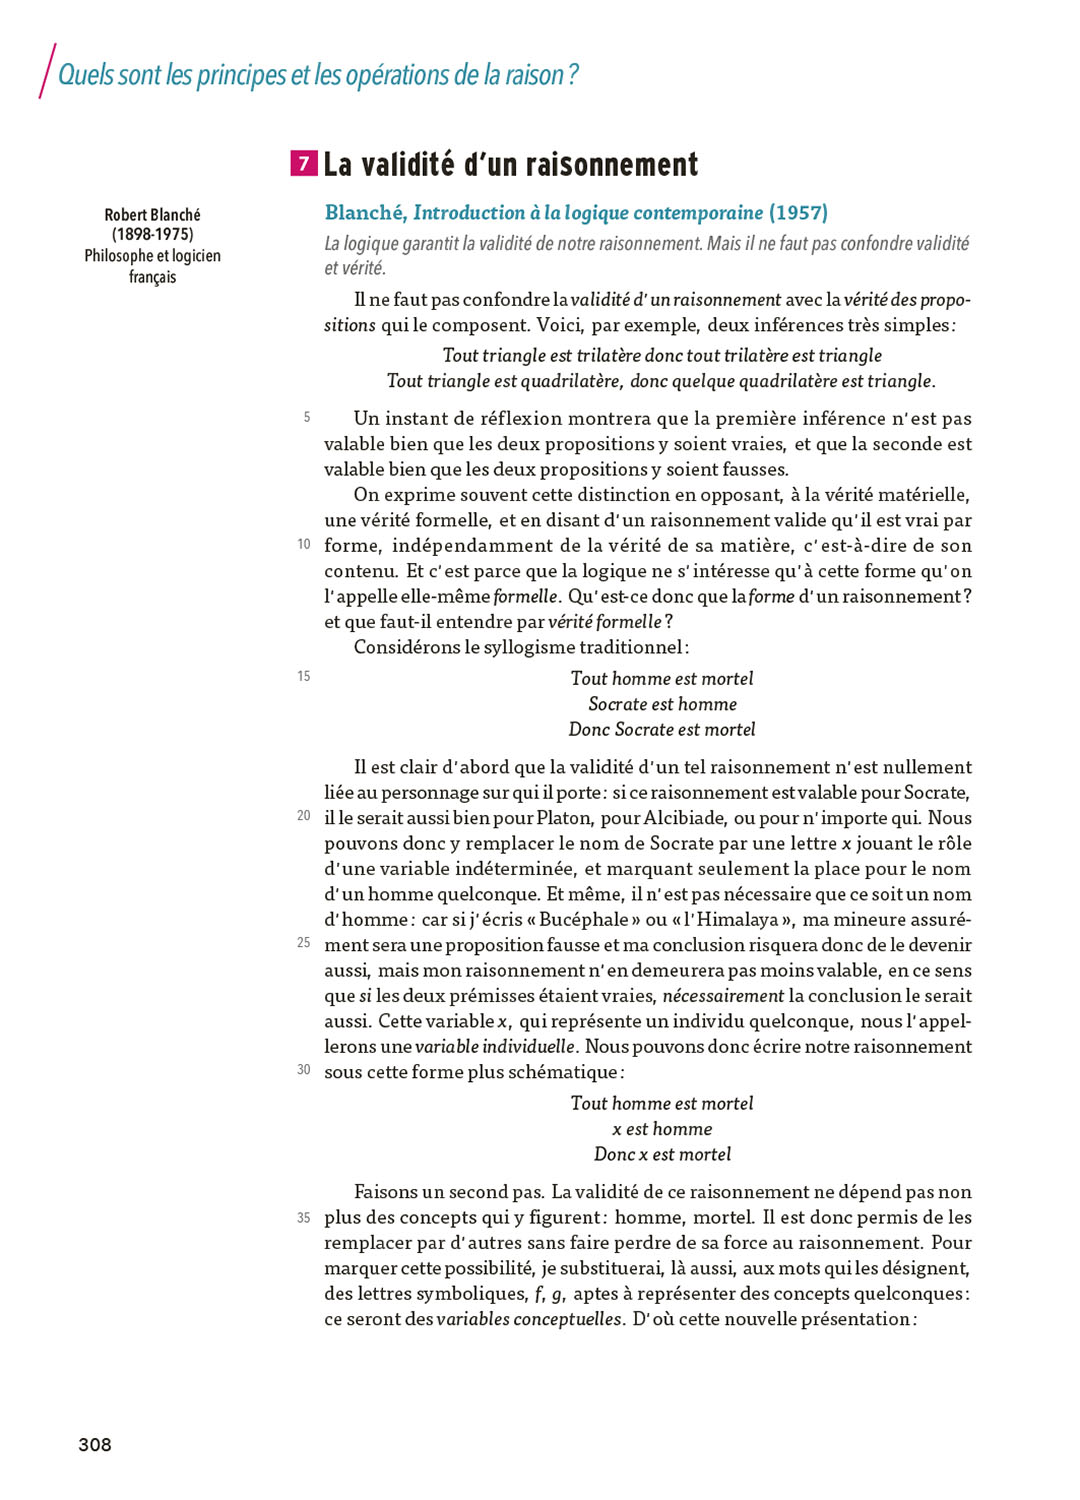 Quels sont les principes et les opérations de la raison ?
7 La validité d'un raisonnement
Robert Blanché
(1898-1975)
Philosophe et logicien
français
Blanché, Introduction à la logique contemporaine (1957)
La logique garantit la validité de notre raisonnement. Mais il ne faut pas confondre validité
et vérité.
Il ne faut pas confondre la validité d'un raisonnement avec la vérité des propo-
sitions qui le composent. Voici, par exemple, deux inférences très simples :
Tout triangle est trilatère donc tout trilatère est triangle
Tout triangle est quadrilatère, donc quelque quadrilatère est triangle.
5 Un instant de réflexion montrera que la première inférence n'est pas
valable bien que les deux propositions y soient vraies, et que la seconde est
valable bien que les deux propositions y soient fausses.
On exprime souvent cette distinction en opposant, à la vérité matérielle,
une vérité formelle, et en disant d'un raisonnement valide qu'il est vrai par
10 forme, indépendamment de la vérité de sa matière, c'est-à-dire de son
contenu. Et c'est parce que la logique ne s'intéresse qu'à cette forme qu'on
l'appelle elle-même formelle. Qu'est-ce donc que la forme d'un raisonnement ?
et que faut-il entendre par vérité formelle ?
Considérons le syllogisme traditionnel :
15 Tout homme est mortel
Socrate est homme
Donc Socrate est mortel
Il est clair d'abord que la validité d'un tel raisonnement n'est nullement
liée au personnage sur qui il porte : si ce raisonnement est valable pour Socrate,
20 il le serait aussi bien pour Platon, pour Alcibiade, ou pour n'importe qui. Nous
pouvons donc y remplacer le nom de Socrate par une lettre x jouant le rôle
d'une variable indéterminée, et marquant seulement la place pour le nom
d'un homme quelconque. Et même, il n'est pas nécessaire que ce soit un nom
d'homme : car si j'écris « Bucéphale » ou « l'Himalaya », ma mineure assuré-
25 ment sera une proposition fausse et ma conclusion risquera donc de le devenir
aussi, mais mon raisonnement n'en demeurera pas moins valable, en ce sens
que si les deux prémisses étaient vraies, nécessairement la conclusion le serait
aussi. Cette variable x, qui représente un individu quelconque, nous l'appel-
lerons une variable individuelle. Nous pouvons donc écrire notre raisonnement
30 sous cette forme plus schématique :
Tout homme est mortel
x est homme
Donc x est mortel
Faisons un second pas. La validité de ce raisonnement ne dépend pas non
35 plus des concepts qui y figurent : homme, mortel. Il est donc permis de les
remplacer par d'autres sans faire perdre de sa force au raisonnement. Pour
marquer cette possibilité, je substituerai, là aussi, aux mots qui les désignent,
des lettres symboliques, f, g, aptes à représenter des concepts quelconques :
ce seront des variables conceptuelles. D'où cette nouvelle présentation :
308